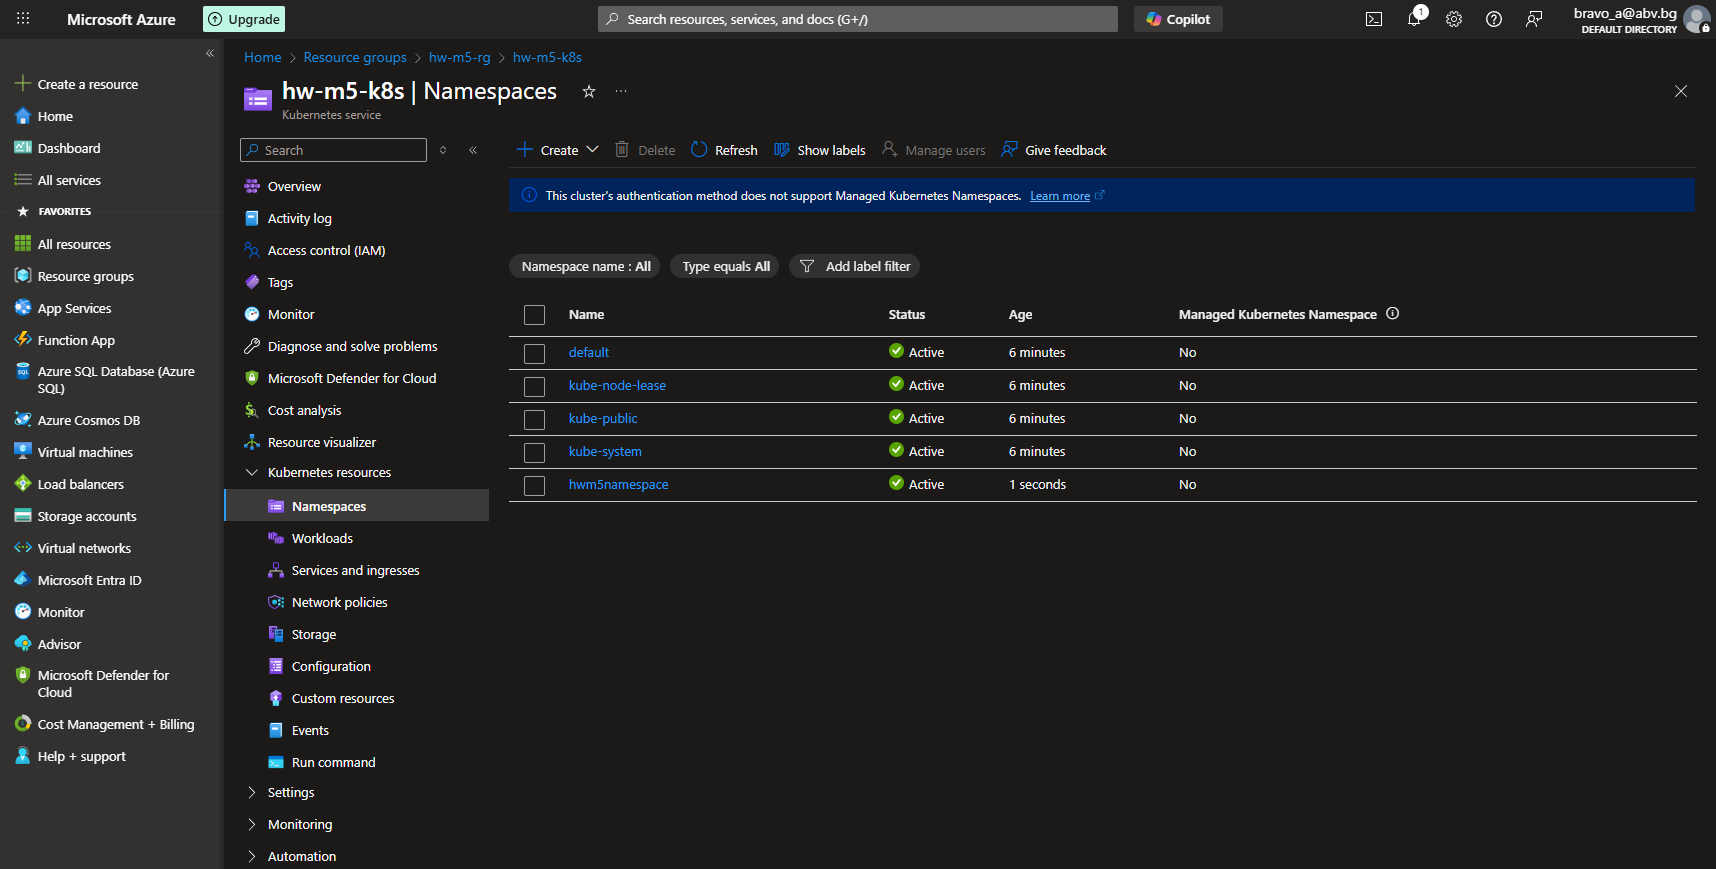 Microsoft Azure
Upgrade
Search resources, services, and docs (G+/)
Copilot
1
bravo_a@abv.bg
DEFAULT DIRECTORY
Create a resource
Home
Dashboard
All services
FAVORITES
All resources
Resource groups
App Services
Function App
Azure SQL Database (Azure
SQL)
Azure Cosmos DB
Virtual machines
Load balancers
Storage accounts
Virtual networks
Microsoft Entra ID
Monitor
Advisor
Microsoft Defender for
Cloud
Cost Management + Billing
Help + support
Home > Resource groups > hw-m5-rg > hw-m5-k8s
hw-m5-k8s | Namespaces
Kubernetes service
Search
Overview
Activity log
Access control (IAM)
Tags
Monitor
Diagnose and solve problems
Microsoft Defender for Cloud
Cost analysis
Resource visualizer
Kubernetes resources
Namespaces
Workloads
Services and ingresses
Network policies
Storage
Configuration
Custom resources
Events
Run command
Settings
Monitoring
Automation
Create Delete Refresh Show labels Manage users Give feedback
This cluster's authentication method does not support Managed Kubernetes Namespaces. Learn more
Namespace name : All Type equals All Add label filter
Name Status Age Managed Kubernetes Namespace
default Active 6 minutes No
kube-node-lease Active 6 minutes No
kube-public Active 6 minutes No
kube-system Active 6 minutes No
hwm5namespace Active 1 seconds No